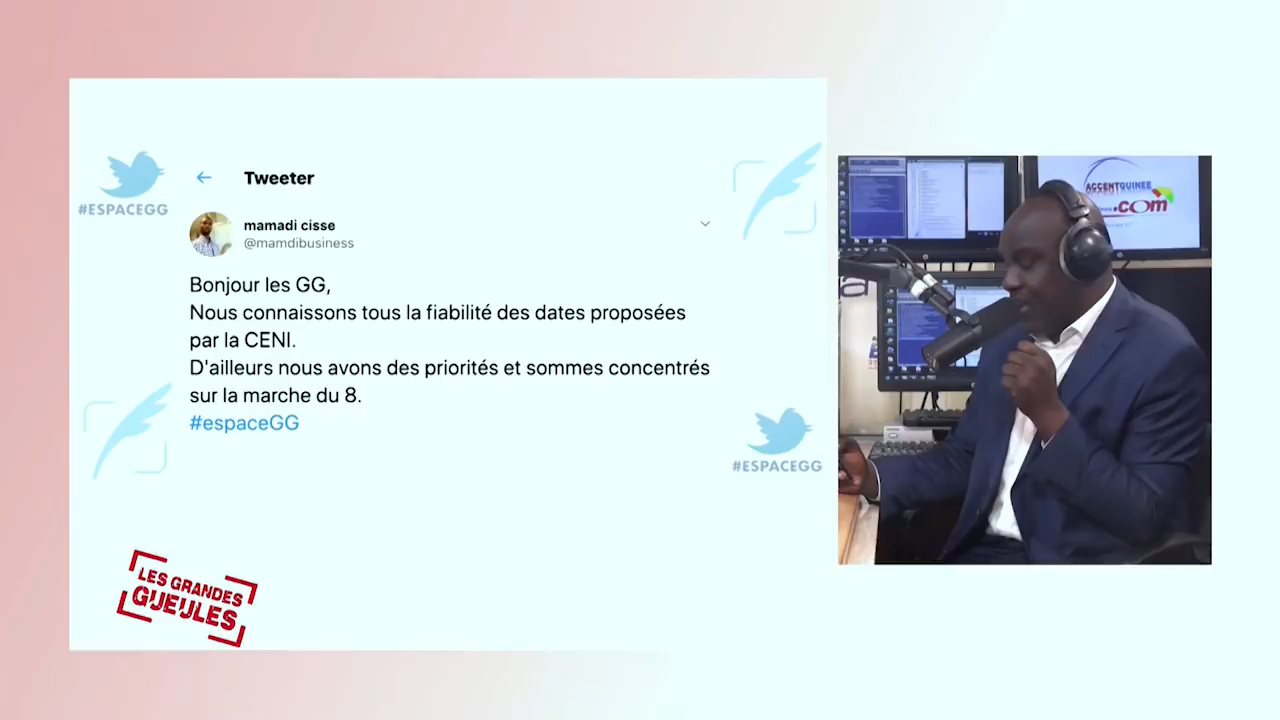 Tweeter
#ESPACEGG
mamadi cisse
@mamdibusiness
Bonjour les GG,
Nous connaissons tous la fiabilité des dates proposées
par la CENI.
D'ailleurs nous avons des priorités et sommes concentrés
sur la marche du 8.
#espaceGG
#ESPACEGG
LES GRANDES
GUEULES
ACCENTGUINEE
.com